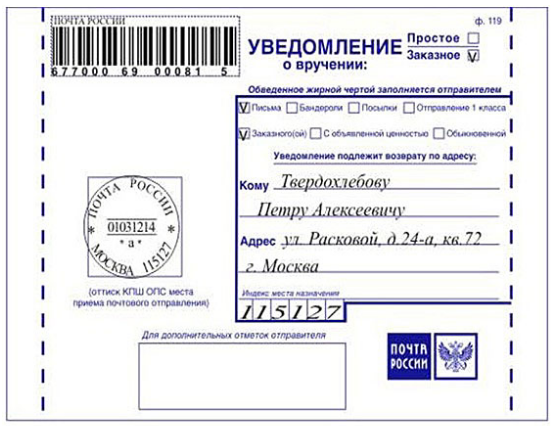 ПОЧТА РОССИИ
677000 69 00081 5
ф. 119
УВЕДОМЛЕНИЕ
о вручении:
Простое
Заказное V
Обведенное жирной чертой заполняется отправителем
V Письма Бандероли Посылки Отправление 1 класса
V Заказного(ой) С объявленной ценностью Обыкновенной
Уведомление подлежит возврату по адресу:
Кому Твердохлебову
Петру Алексеевичу
Адрес ул. Расковой, д.24-а, кв.72
г. Москва
Индекс места назначения
115127
ПОЧТА РОССИИ
01031214
* а *
МОСКВА 115127
(оттиск КПШ ОПС места
приема почтового отправления)
Для дополнительных отметок отправителя
ПОЧТА
РОССИИ